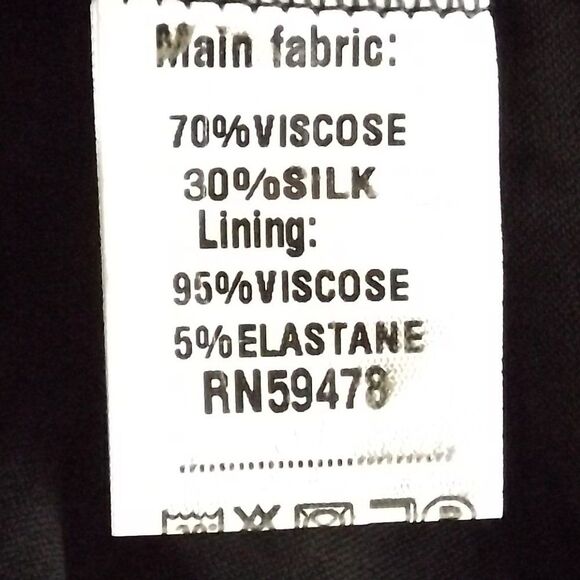 Main fabric:
70%VISCOSE
30%SILK
Lining:
95%VISCOSE
5%ELASTANE
RN59478